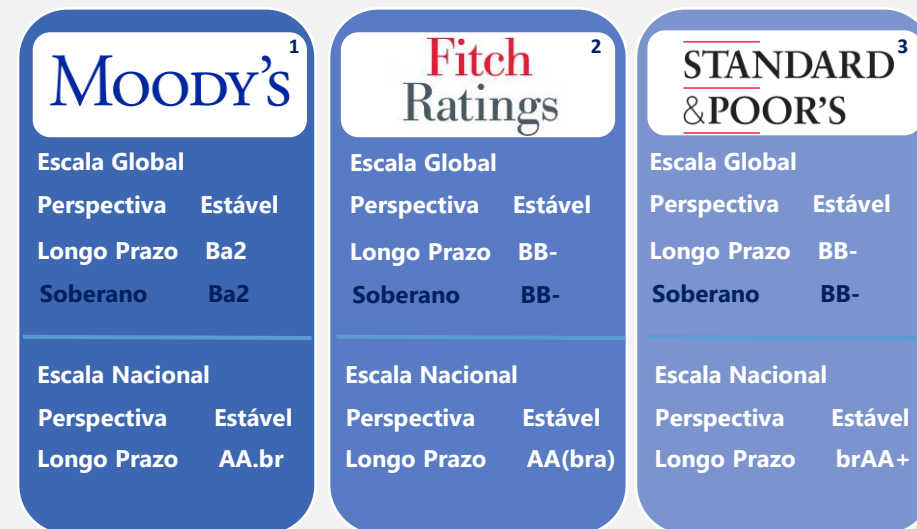 MOODY'S 1
Escala Global
Perspectiva Estável
Longo Prazo Ba2
Soberano Ba2
Escala Nacional
Perspectiva Estável
Longo Prazo AA.br
Fitch 2
Ratings
Escala Global
Perspectiva Estável
Longo Prazo BB-
Soberano BB-
Escala Nacional
Perspectiva Estável
Longo Prazo AA(bra)
STANDARD 3
&POOR'S
Escala Global
Perspectiva Estável
Longo Prazo BB-
Soberano BB-
Escala Nacional
Perspectiva Estável
Longo Prazo brAA+